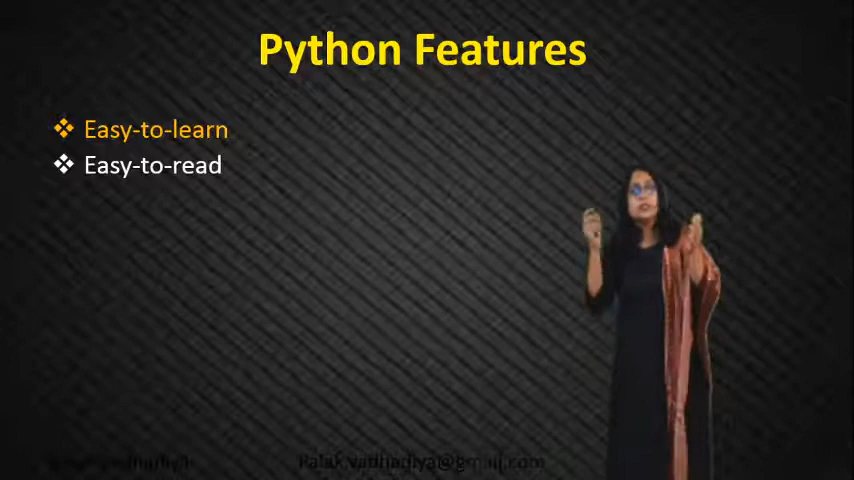 Python Features
❖ Easy-to-learn
❖ Easy-to-read